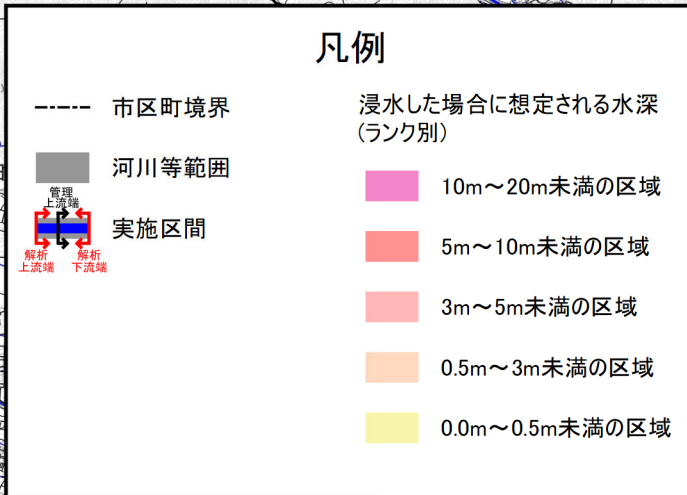 凡例
市区町境界
河川等範囲
管理
上流端
実施区間
解析
上流端
解析
下流端
浸水した場合に想定される水深
(ランク別)
10m～20m未満の区域
5m～10m未満の区域
3m～5m未満の区域
0.5m～3m未満の区域
0.0m～0.5m未満の区域